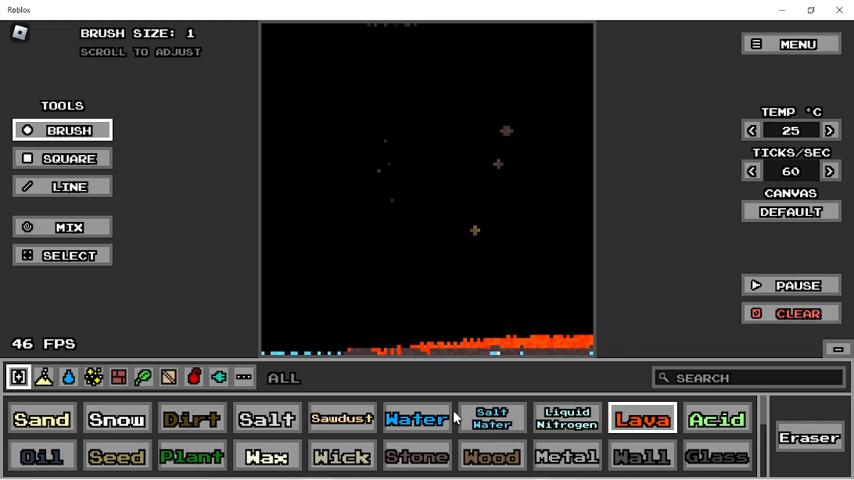 Roblox
BRUSH SIZE: 1
SCROLL TO ADJUST
MENU
TOOLS
BRUSH
SQUARE
LINE
MIX
SELECT
TEMP °C
25
TICKS/SEC
60
CANVAS
DEFAULT
PAUSE
CLEAR
46 FPS
ALL
SEARCH
Sand Snow Dirt Salt Sawdust Water Salt Water Liquid Nitrogen Lava Acid
Oil Seed Plant Wax Wick Stone Wood Metal Wall Glass
Eraser